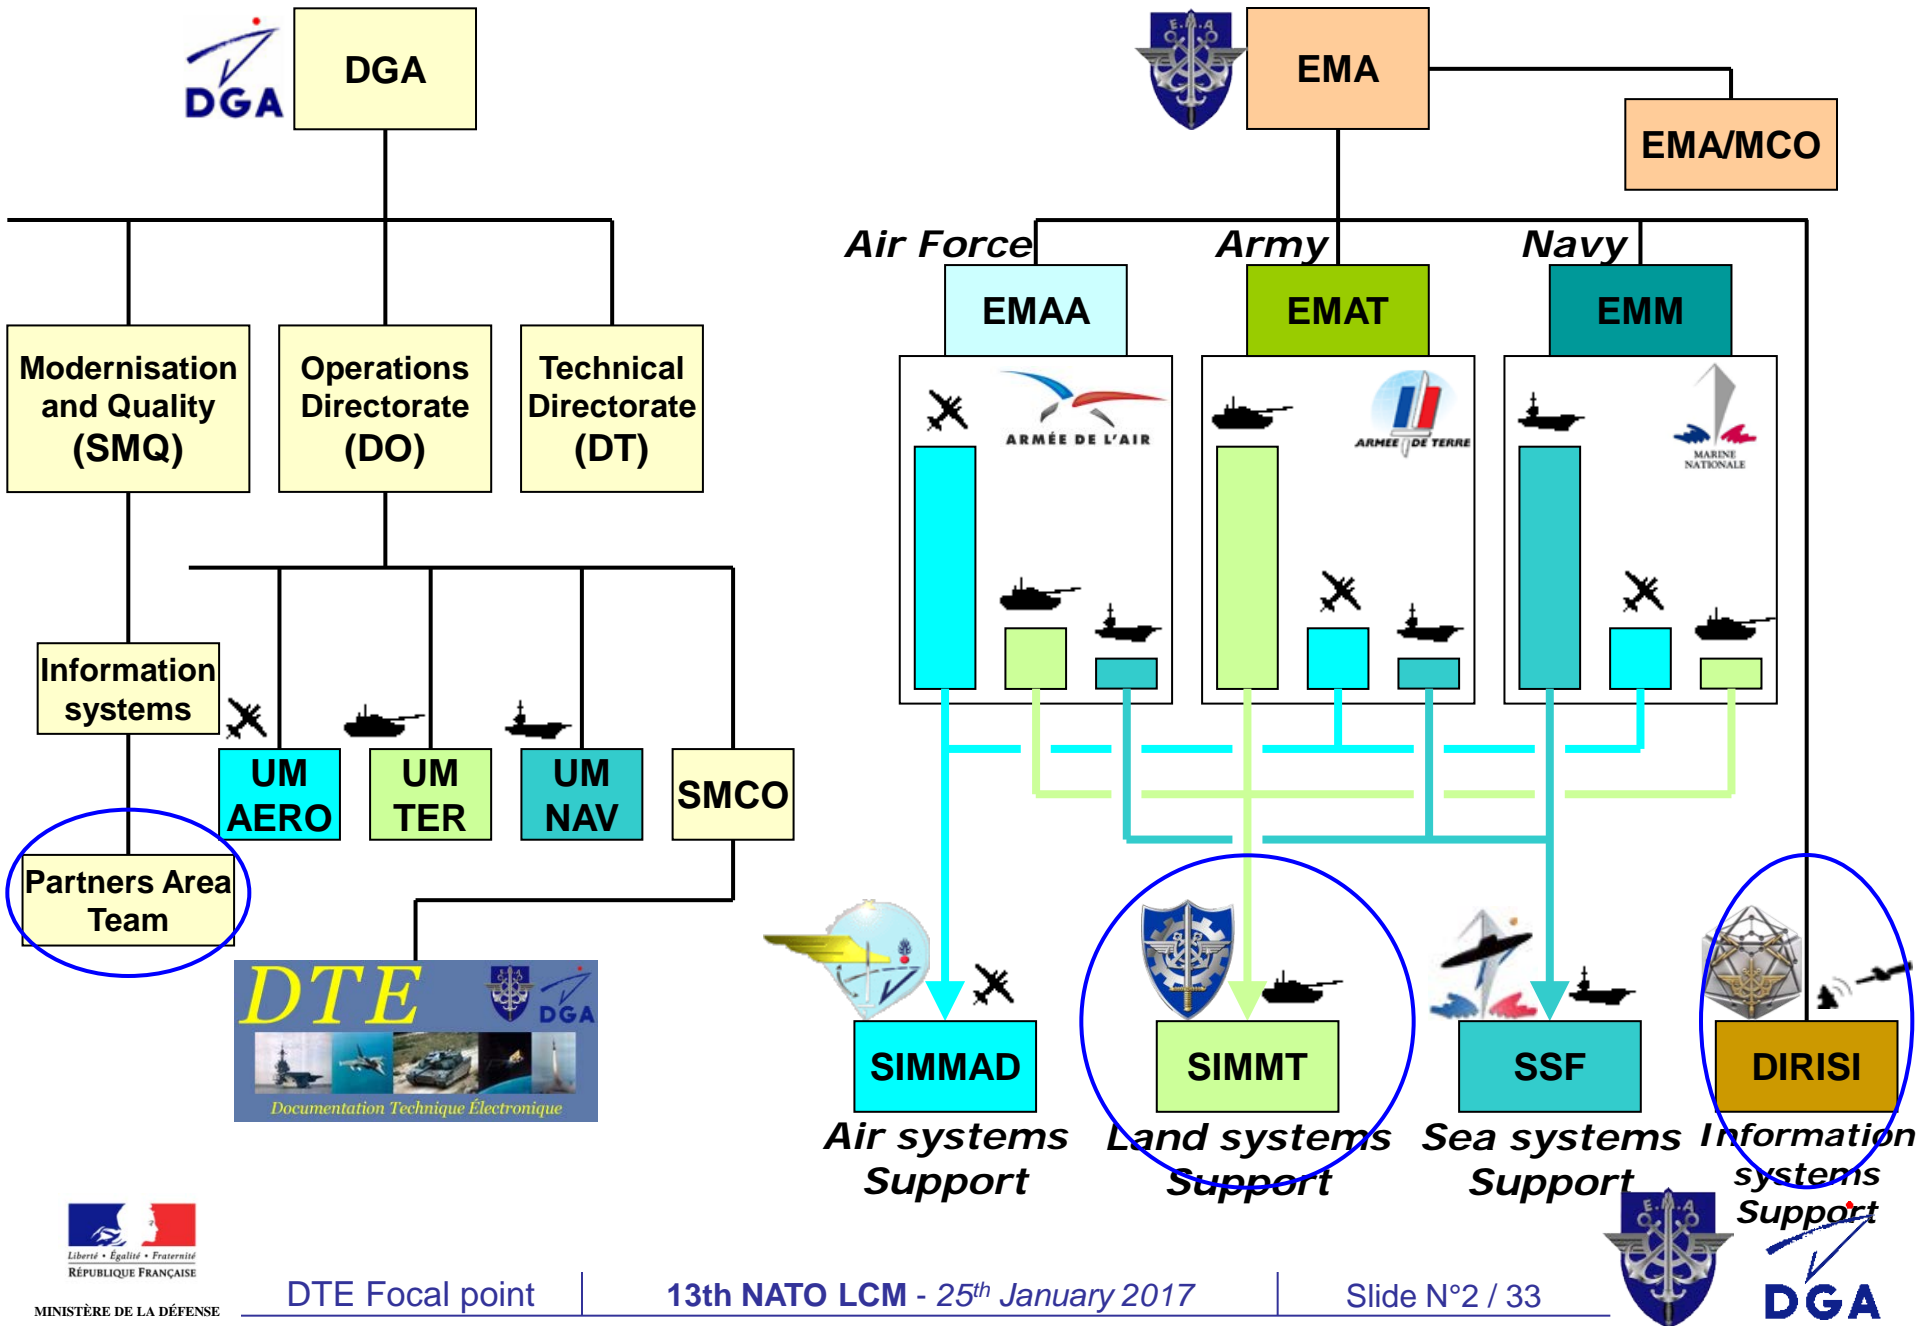 DGA
DGA
E.M.A
EMA
EMA/MCO
Air Force
Army
Navy
EMAA
EMAT
EMM
ARMÉE DE L'AIR
ARMEE DE TERRE
MARINE
NATIONALE
Modernisation
and Quality
(SMQ)
Operations
Directorate
(DO)
Technical
Directorate
(DT)
Information
systems
UM
AERO
UM
TER
UM
NAV
SMCO
Partners Area
Team
DTE
DGA
Documentation Technique Électronique
SIMMAD
SIMMT
SSF
DIRISI
Air systems
Support
Land systems
Support
Sea systems
Support
Information
systems
Support
Liberté • Égalité • Fraternité
RÉPUBLIQUE FRANÇAISE
MINISTÈRE DE LA DÉFENSE
DTE Focal point
13th NATO LCM - 25th January 2017
Slide N°2 / 33
E.M.A
DGA